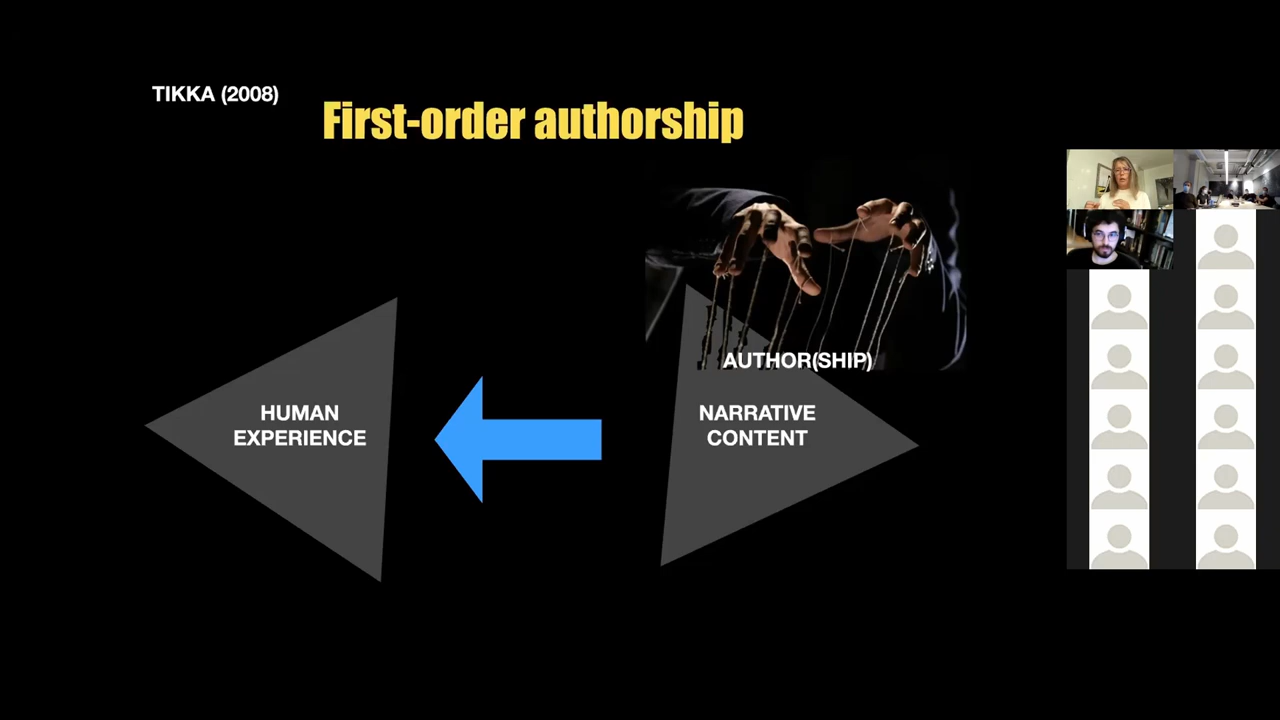 TIKKA (2008)
First-order authorship
AUTHOR(SHIP)
HUMAN
EXPERIENCE
NARRATIVE
CONTENT